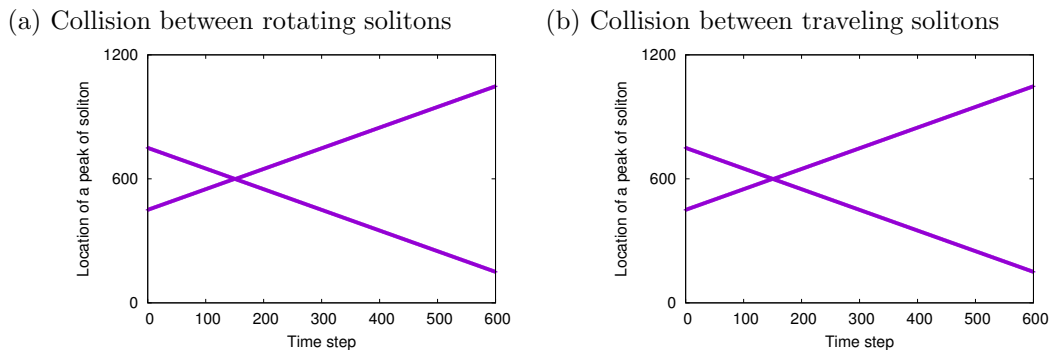 (a) Collision between rotating solitons
1200
600
0
Location of a peak of soliton
0 100 200 300 400 500 600
Time step
(b) Collision between traveling solitons
1200
600
0
Location of a peak of soliton
0 100 200 300 400 500 600
Time step